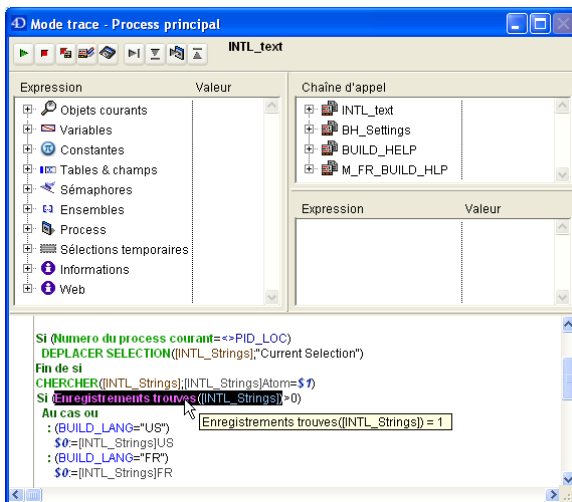 4D Mode trace - Process principal
INTL_text
Expression Valeur
Objets courants
Variables
Constantes
Tables & champs
Sémaphores
Ensembles
Process
Sélections temporaires
Informations
Web
Chaîne d'appel
INTL_text
BH_Settings
BUILD_HELP
M_FR_BUILD_HLP
Expression Valeur
Si (Numero du process courant=<>PID_LOC)
DEPLACER SELECTION([INTL_Strings];"Current Selection")
Fin de si
CHERCHER([INTL_Strings];[INTL_Strings]Atom=$1)
Si (Enregistrements trouves([INTL_Strings])>0)
Au cas ou
Enregistrements trouves([INTL_Strings]) = 1
: (BUILD_LANG="US")
$0:=[INTL_Strings]US
: (BUILD_LANG="FR")
$0:=[INTL_Strings]FR